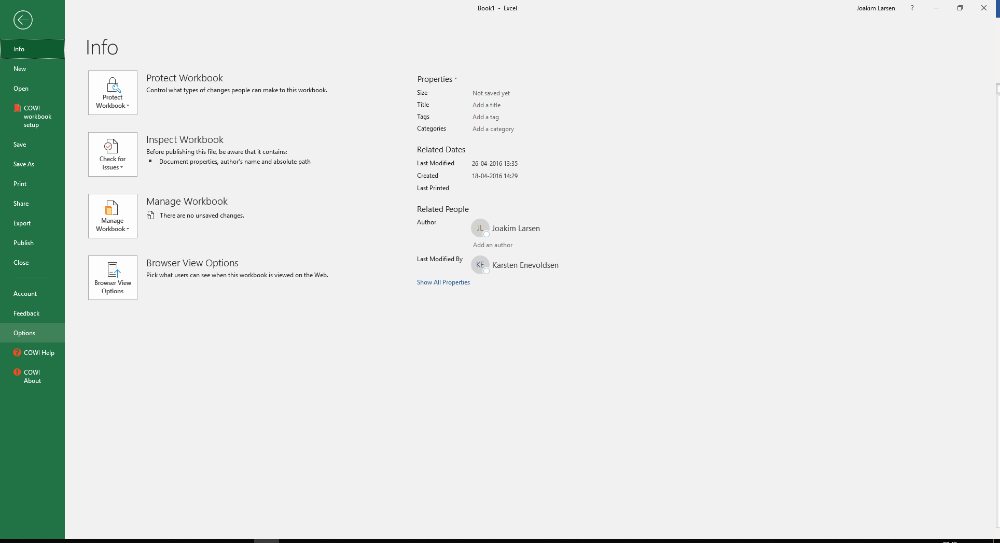 Book1 - Excel
Joakim Larsen
?
Info
New
Open
COWI
workbook
setup
Save
Save As
Print
Share
Export
Publish
Close
Account
Feedback
Options
COWI Help
COWI
About
Info
Protect
Workbook
Protect Workbook
Control what types of changes people can make to this workbook.
Check for
Issues
Inspect Workbook
Before publishing this file, be aware that it contains:
Document properties, author's name and absolute path
Manage
Workbook
Manage Workbook
There are no unsaved changes.
Browser View
Options
Browser View Options
Pick what users can see when this workbook is viewed on the Web.
Properties
Size Not saved yet
Title Add a title
Tags Add a tag
Categories Add a category
Related Dates
Last Modified 26-04-2016 13:35
Created 18-04-2016 14:29
Last Printed
Related People
Author JL Joakim Larsen
Add an author
Last Modified By KE Karsten Enevoldsen
Show All Properties